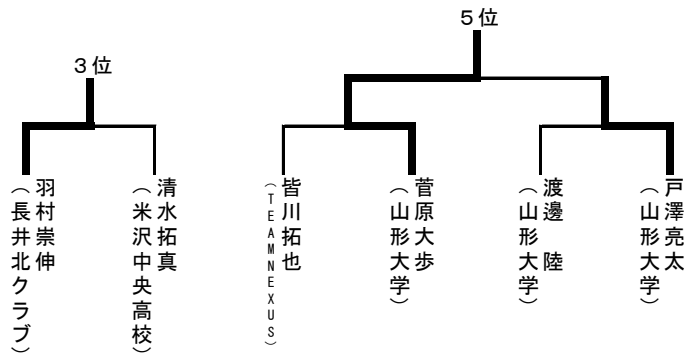 3位
羽村崇伸
（長井北クラブ）
清水拓真
（米沢中央高校）
5位
皆川拓也
（TEAMNEXUS）
菅原大歩
（山形大学）
渡邊　陸
（山形大学）
戸澤亮太
（山形大学）